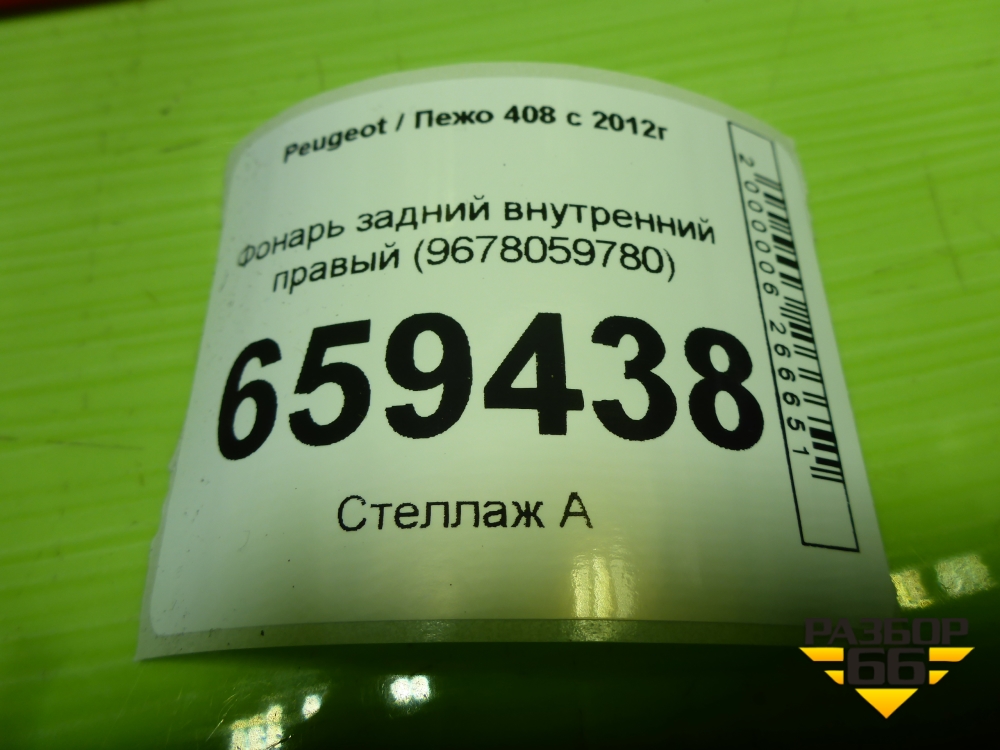 Peugeot / Пежо 408 с 2012г
Фонарь задний внутренний
правый (9678059780)
659438
Стеллаж А
2000006266651
РАЗБОР
66